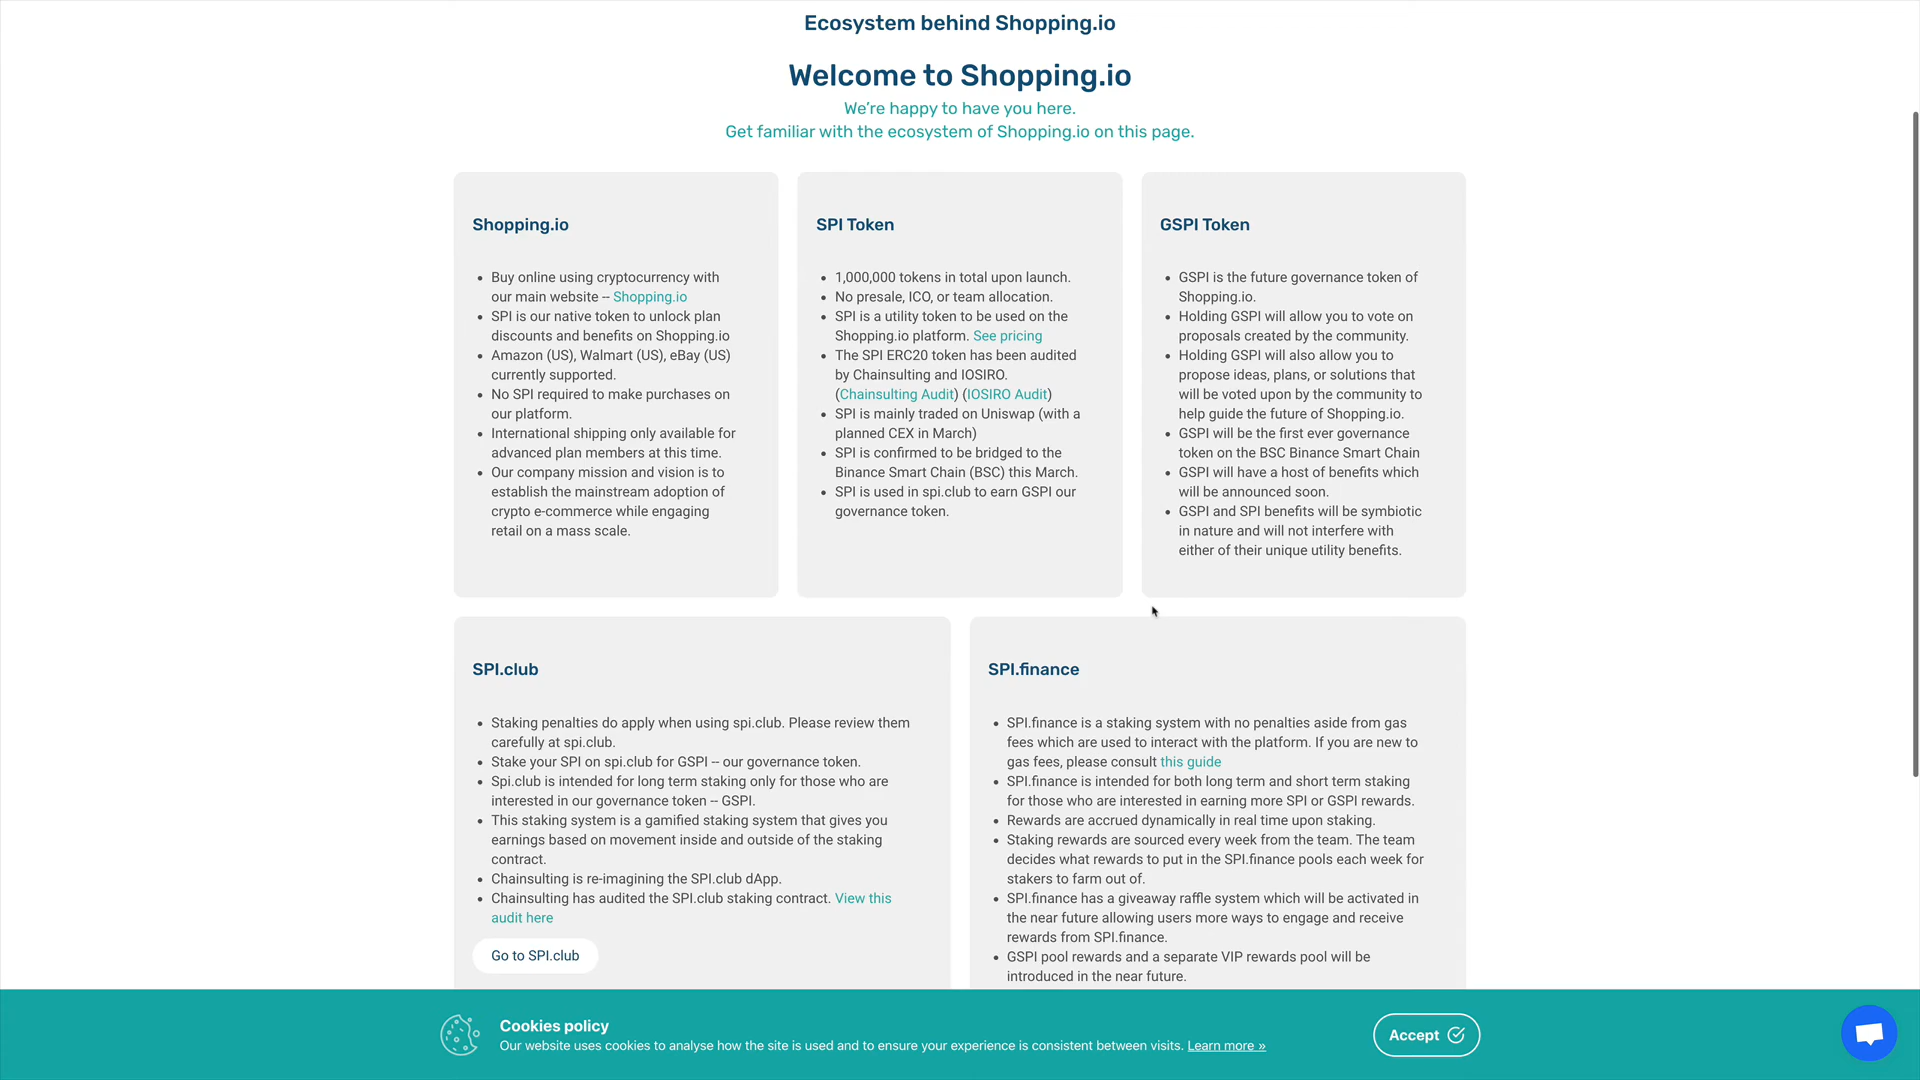 Ecosystem behind Shopping.io
Welcome to Shopping.io
We’re happy to have you here.
Get familiar with the ecosystem of Shopping.io on this page.
Shopping.io
• Buy online using cryptocurrency with
our main website – Shopping.io
• SPI is our native token to unlock plan
discounts and benefits on Shopping.io
• Amazon (US), Walmart (US), eBay (US)
currently supported.
• No SPI required to make purchases on
our platform.
• International shipping only available for
advanced plan members at this time.
• Our company mission and vision is to
establish the mainstream adoption of
crypto e-commerce while engaging
retail on a mass scale.
SPI Token
• 1,000,000 tokens in total upon launch.
• No presale, ICO, or team allocation.
• SPI is a utility token to be used on the
Shopping.io platform. See pricing
• The SPI ERC20 token has been audited
by Chainsulting and IOSIRO.
(Chainsulting Audit) (IOSIRO Audit)
• SPI is mainly traded on Uniswap (with a
planned CEX in March)
• SPI is confirmed to be bridged to the
Binance Smart Chain (BSC) this March.
• SPI is used in spi.club to earn GSPI our
governance token.
GSPI Token
• GSPI is the future governance token of
Shopping.io.
• Holding GSPI will allow you to vote on
proposals created by the community.
• Holding GSPI will also allow you to
propose ideas, plans, or solutions that
will be voted upon by the community to
help guide the future of Shopping.io.
• GSPI will be the first ever governance
token on the BSC Binance Smart Chain
• GSPI will have a host of benefits which
will be announced soon.
• GSPI and SPI benefits will be symbiotic
in nature and will not interfere with
either of their unique utility benefits.
SPI.club
• Staking penalties do apply when using spi.club. Please review them
carefully at spi.club.
• Stake your SPI on spi.club for GSPI – our governance token.
• Spi.club is intended for long term staking only for those who are
interested in our governance token – GSPI.
• This staking system is a gamified staking system that gives you
earnings based on movement inside and outside of the staking
contract.
• Chainsulting is re-imagining the SPI.club dApp.
• Chainsulting has audited the SPI.club staking contract. View this
audit here
Go to SPI.club
SPI.finance
• SPI.finance is a staking system with no penalties aside from gas
fees which are used to interact with the platform. If you are new to
gas fees, please consult this guide
• SPI.finance is intended for both long term and short term staking
for those who are interested in earning more SPI or GSPI rewards.
• Rewards are accrued dynamically in real time upon staking.
• Staking rewards are sourced every week from the team. The team
decides what rewards to put in the SPI.finance pools each week for
stakers to farm out of.
• SPI.finance has a giveaway raffle system which will be activated in
the near future allowing users more ways to engage and receive
rewards from SPI.finance.
• GSPI pool rewards and a separate VIP rewards pool will be
introduced in the near future.
Cookies policy
Our website uses cookies to analyse how the site is used and to ensure your experience is consistent between visits. Learn more »
Accept